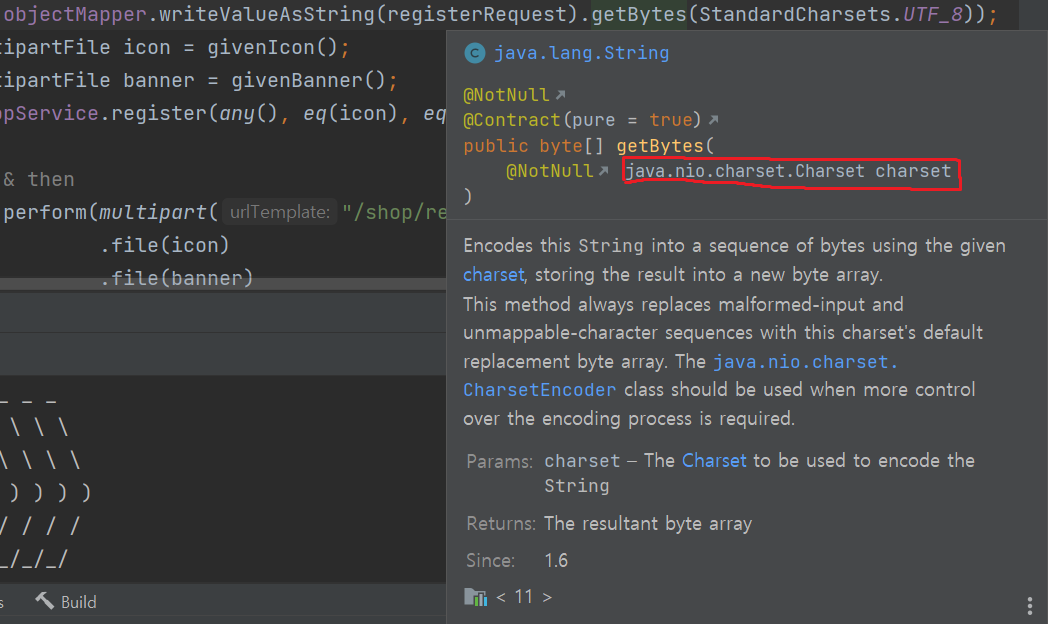 objectMapper.writeValueAsString(registerRequest).getBytes(StandardCharsets.UTF_8));
tipartFile icon = givenIcon();
tipartFile banner = givenBanner();
opService.register(any(), eq(icon), eq
& then
perform(multipart( urlTemplate: "/shop/re
.file(icon)
.file(banner)
java.lang.String
@NotNull
@Contract(pure = true)
public byte[] getBytes(
@NotNull java.nio.charset.Charset charset
)
Encodes this String into a sequence of bytes using the given
charset, storing the result into a new byte array.
This method always replaces malformed-input and
unmappable-character sequences with this charset's default
replacement byte array. The java.nio.charset.
CharsetEncoder class should be used when more control
over the encoding process is required.
Params: charset – The Charset to be used to encode the
String
Returns: The resultant byte array
Since: 1.6
< 11 >
_ _ _
\ \ \
\ \ \ \
) ) ) )
/ / / /
_/_/_/
s Build